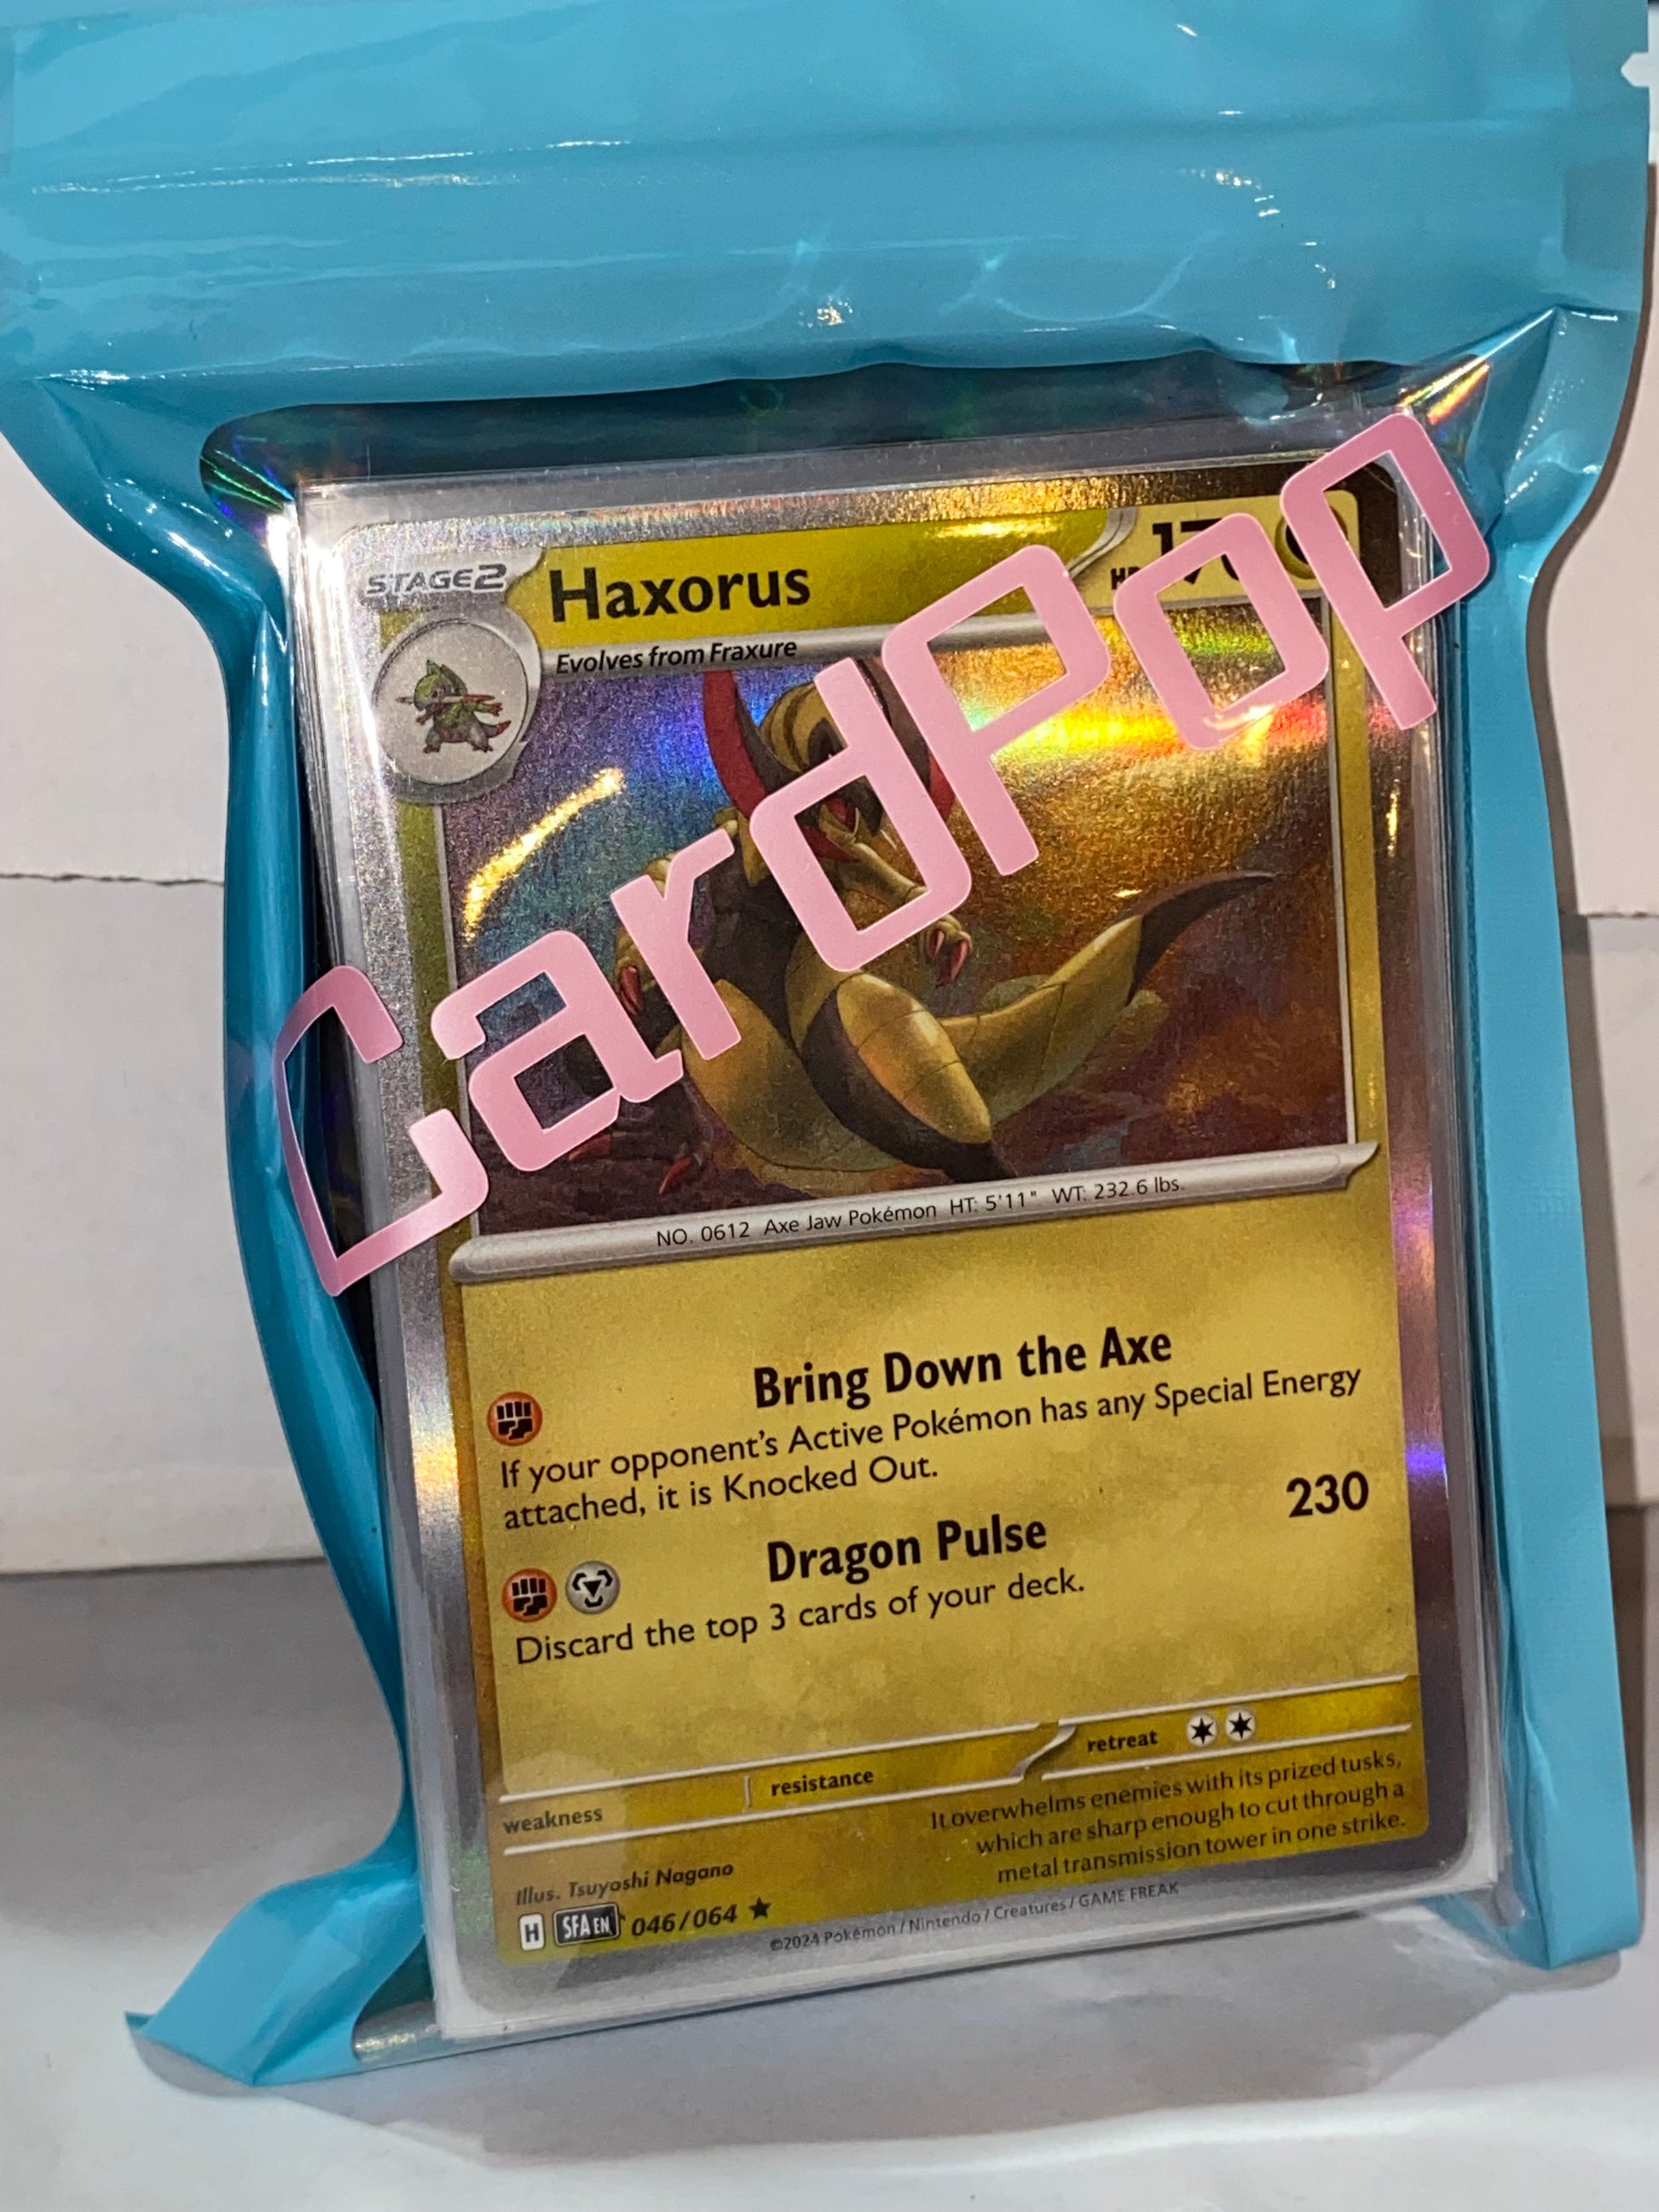 STAGE2
Haxorus
HP
Evolves from Fraxure
CardPop
NO. 0612 Axe Jaw Pokémon HT: 5'11" WT: 232.6 lbs.
Bring Down the Axe
If your opponent's Active Pokémon has any Special Energy
attached, it is Knocked Out.
Dragon Pulse 230
Discard the top 3 cards of your deck.
weakness resistance retreat
It overwhelms enemies with its prized tusks,
which are sharp enough to cut through a
metal transmission tower in one strike.
Illus. Tsuyoshi Nagano
H SFA EN 046/064
©2024 Pokémon / Nintendo / Creatures / GAME FREAK